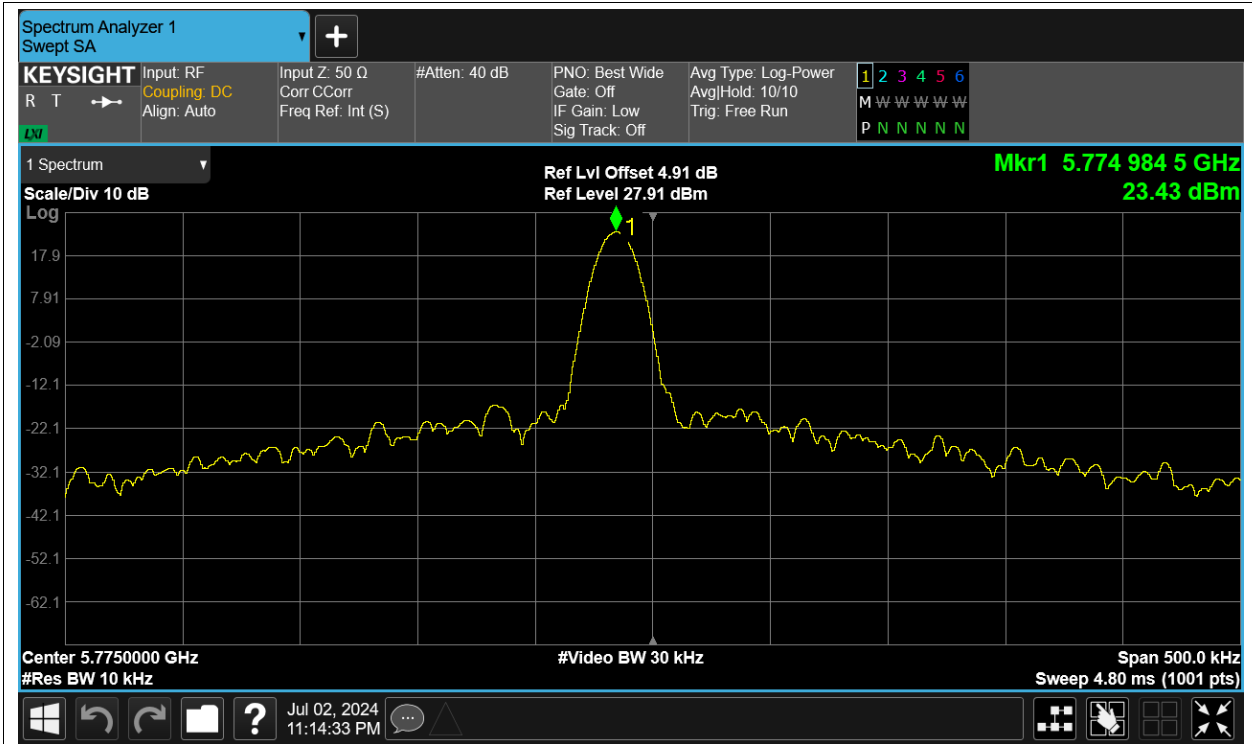 Spectrum Analyzer 1
Swept SA
KEYSIGHT
R T
LXI
Input: RF
Coupling: DC
Align: Auto
Input Z: 50 Ω
Corr CCorr
Freq Ref: Int (S)
#Atten: 40 dB
PNO: Best Wide
Gate: Off
IF Gain: Low
Sig Track: Off
Avg Type: Log-Power
Avg|Hold: 10/10
Trig: Free Run
1 2 3 4 5 6
M W W W W W
P N N N N N
1 Spectrum
Scale/Div 10 dB
Log
Ref Lvl Offset 4.91 dB
Ref Level 27.91 dBm
Mkr1 5.774 984 5 GHz
23.43 dBm
1
17.9
7.91
-2.09
-12.1
-22.1
-32.1
-42.1
-52.1
-62.1
Center 5.7750000 GHz
#Res BW 10 kHz
#Video BW 30 kHz
Span 500.0 kHz
Sweep 4.80 ms (1001 pts)
?
Jul 02, 2024
11:14:33 PM